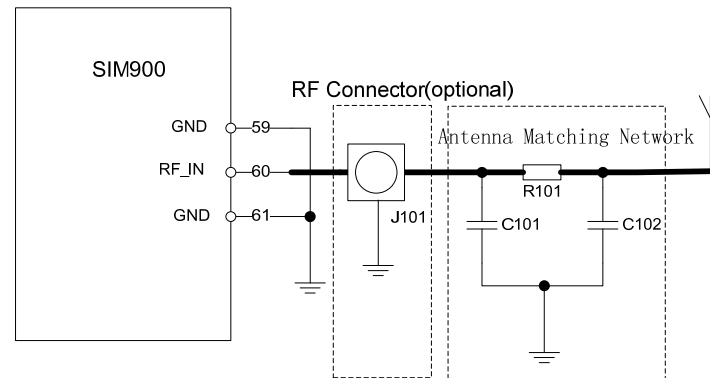 SIM900
RF Connector(optional)
GND
59
Antenna Matching Network
RF_IN
60
R101
GND
61
J101
C101
C102